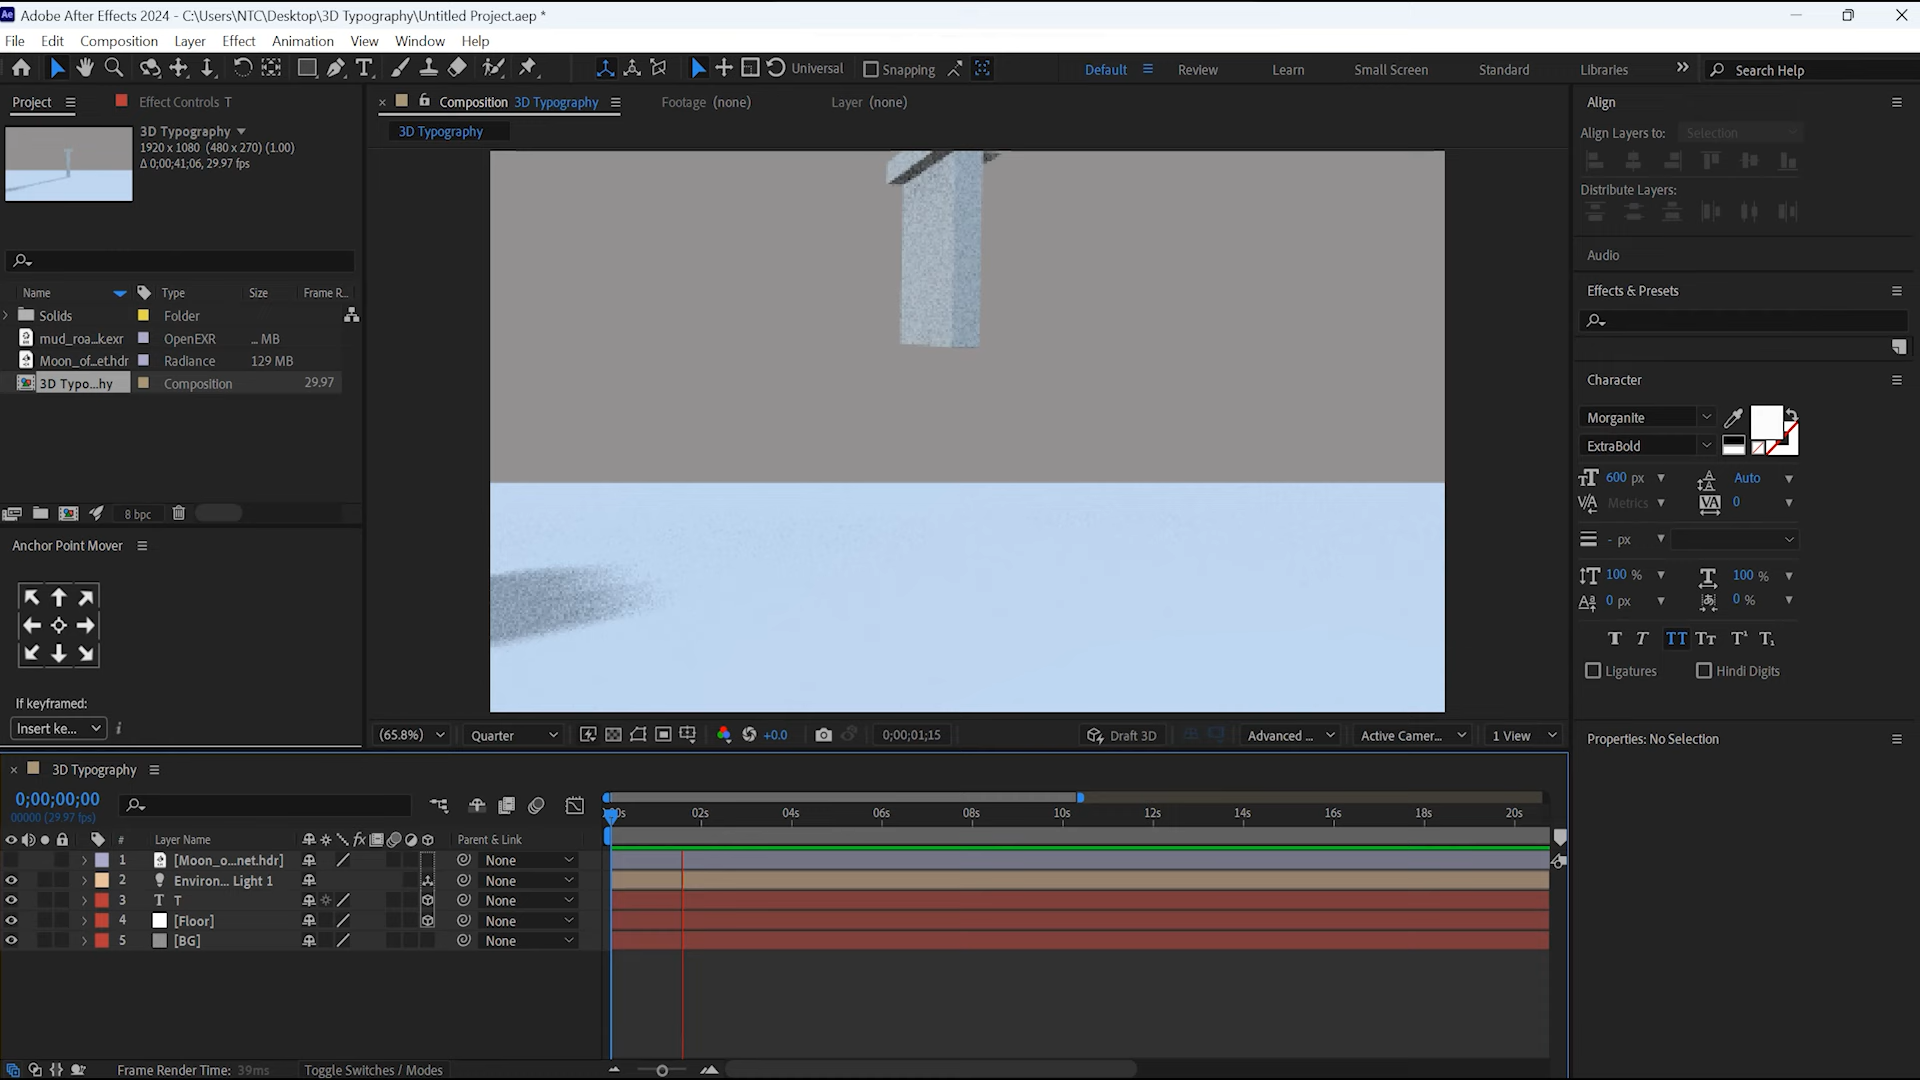 Adobe After Effects 2024 - C:\Users\NTC\Desktop\3D Typography\Untitled Project.aep *
File Edit Composition Layer Effect Animation View Window Help
Universal Snapping Default Review Learn Small Screen Standard Libraries Search Help
Project Effect Controls T
Composition 3D Typography Footage (none) Layer (none)
3D Typography
3D Typography
1920 x 1080 (480 x 270) (1.00)
Δ 0;00;41;06, 29.97 fps
Name Type Size Frame R...
Solids Folder
mud_roa...k.exr OpenEXR ... MB
Moon_of...et.hdr Radiance 129 MB
3D Typo...hy Composition 29.97
8 bpc
Anchor Point Mover
If keyframed:
Insert ke...
(65.8%) Quarter +0.0 0;00;01;15 Draft 3D Advanced ... Active Camer... 1 View
Align
Align Layers to: Selection
Distribute Layers:
Audio
Effects & Presets
Character
Morganite
ExtraBold
600 px Auto
Metrics 0
- px
100 % 100 %
0 px 0 %
Ligatures Hindi Digits
Properties: No Selection
3D Typography
0;00;00;00
00000 (29.97 fps)
:00s 02s 04s 06s 08s 10s 12s 14s 16s 18s 20s
# Layer Name Parent & Link
1 [Moon_o...net.hdr] None
2 Environ... Light 1 None
3 T T None
4 [Floor] None
5 [BG] None
Frame Render Time: 39ms Toggle Switches / Modes